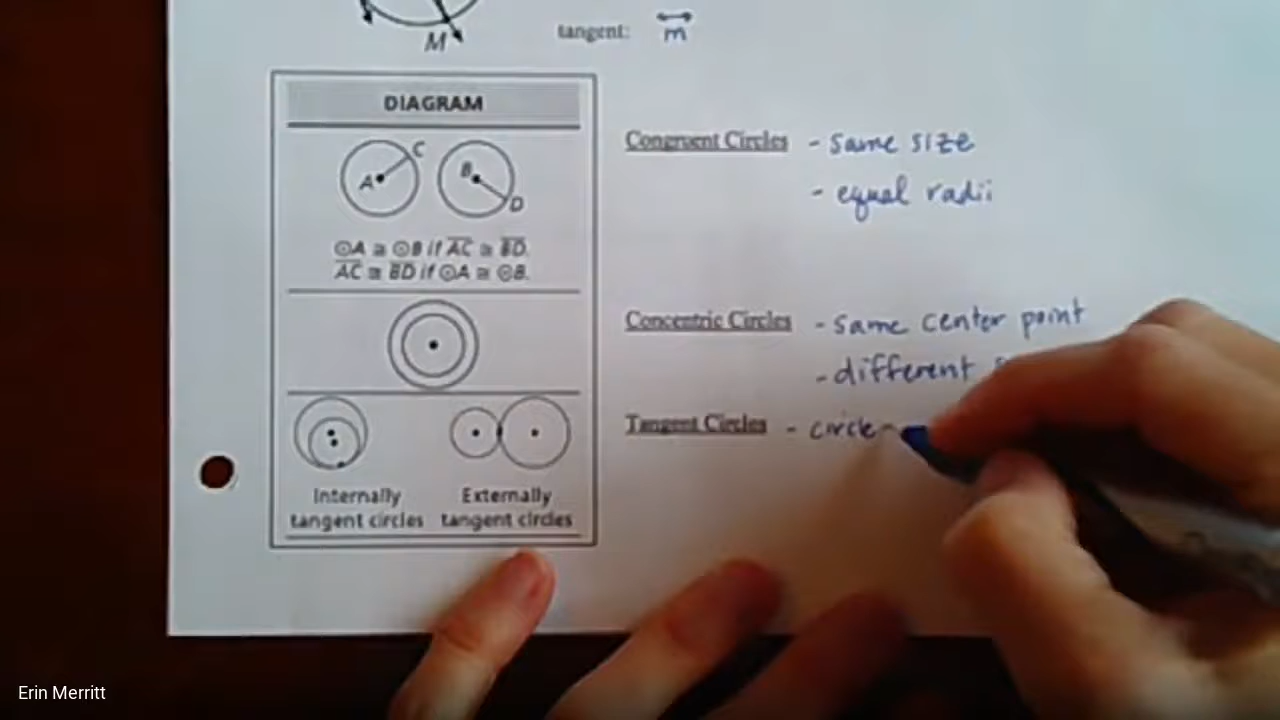 M
tangent: m
DIAGRAM
A C B D
⊙A ≅ ⊙B if AC ≅ BD.
AC ≅ BD if ⊙A ≅ ⊙B.
Internally tangent circles
Externally tangent circles
Congruent Circles - same size
- equal radii
Concentric Circles - same center point
- different
Tangent Circles - circle
Erin Merritt